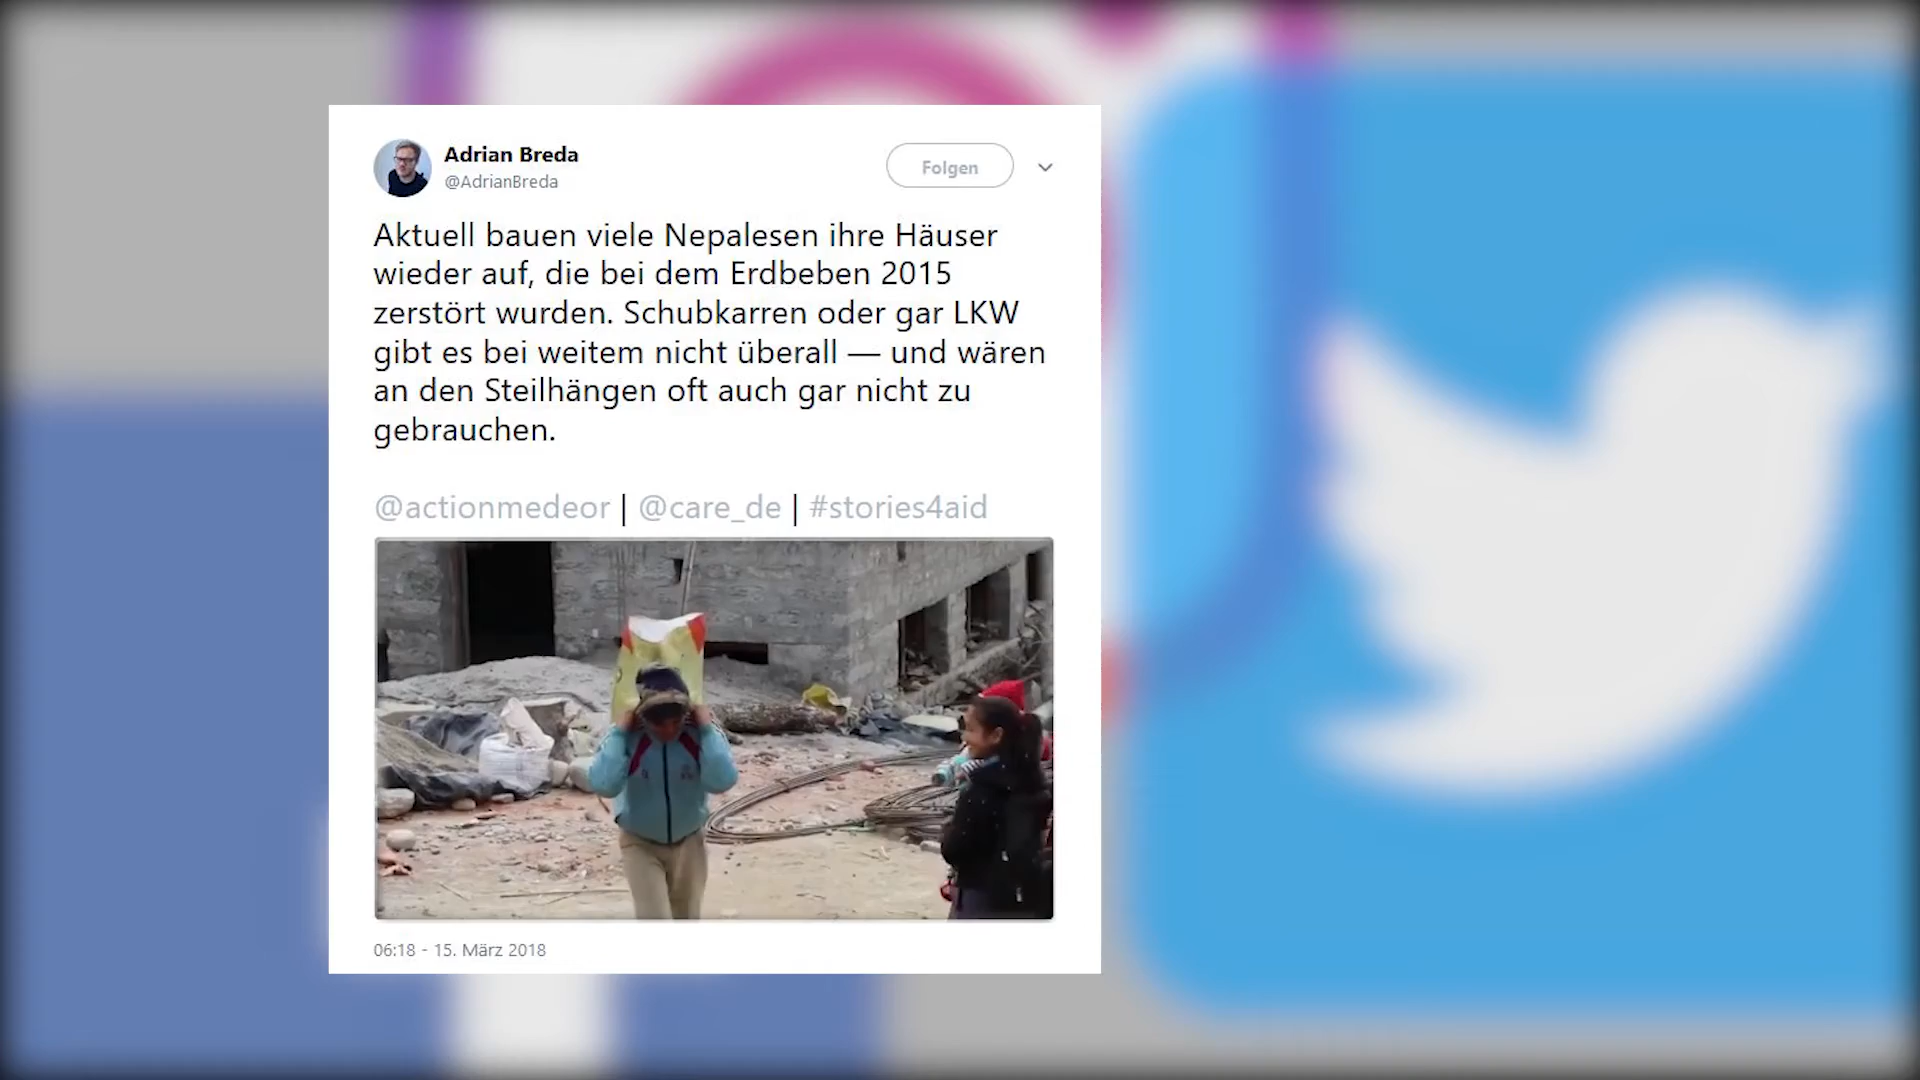 Adrian Breda
@AdrianBreda
Folgen
Aktuell bauen viele Nepalesen ihre Häuser
wieder auf, die bei dem Erdbeben 2015
zerstört wurden. Schubkarren oder gar LKW
gibt es bei weitem nicht überall — und wären
an den Steilhängen oft auch gar nicht zu
gebrauchen.
@actionmedeor | @care_de | #stories4aid
06:18 - 15. März 2018